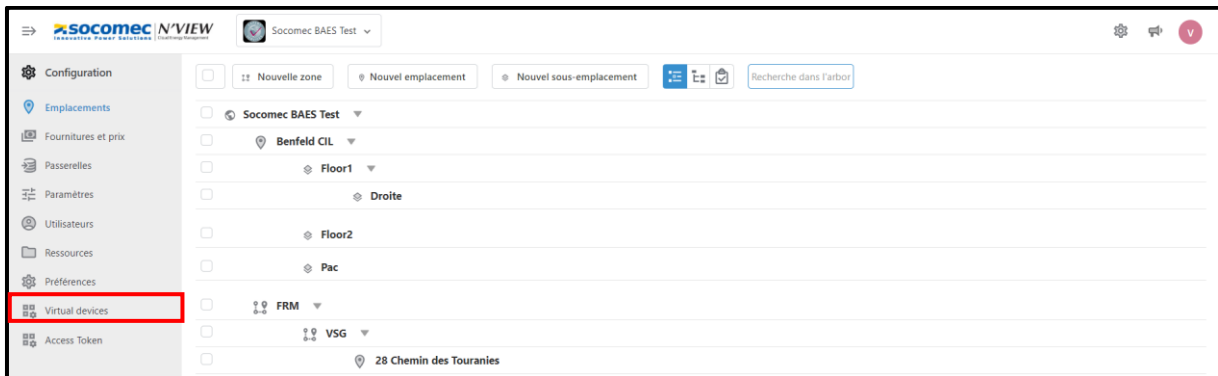 socomec N'VIEW
Innovative Power Solutions
Socomec BAES Test
V
Configuration
Emplacements
Fournitures et prix
Passerelles
Paramètres
Utilisateurs
Ressources
Préférences
Virtual devices
Access Token
Nouvelle zone
Nouvel emplacement
Nouvel sous-emplacement
Recherche dans l'arbor
Socomec BAES Test
Benfeld CIL
Floor1
Droite
Floor2
Pac
FRM
VSG
28 Chemin des Touranies